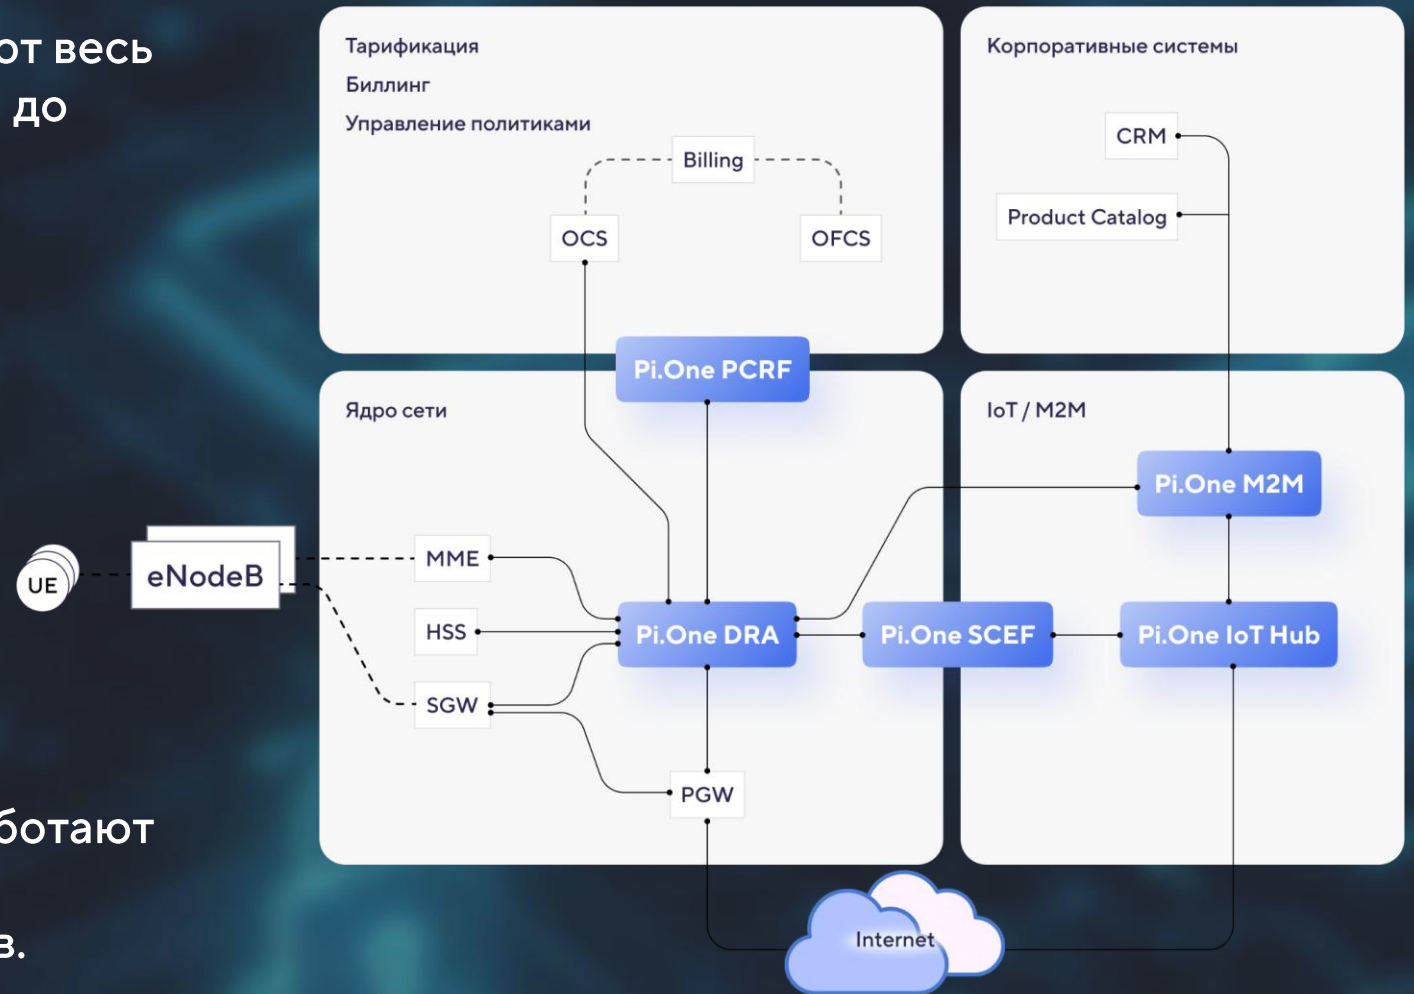 от весь
до
ботают
в.
Тарификация
Биллинг
Управление политиками
Billing
OCS
OFCS
Корпоративные системы
CRM
Product Catalog
Pi.One PCRF
Ядро сети
IoT / M2M
Pi.One M2M
UE
eNodeB
MME
HSS
SGW
Pi.One DRA
Pi.One SCEF
Pi.One IoT Hub
PGW
Internet